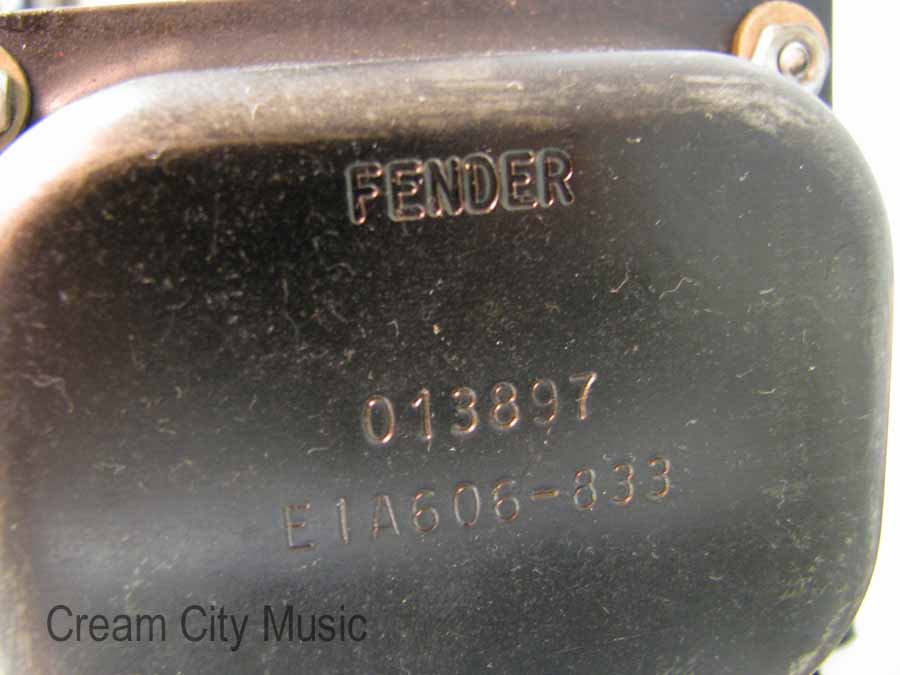 FENDER
013897
E1A606-833
Cream City Music